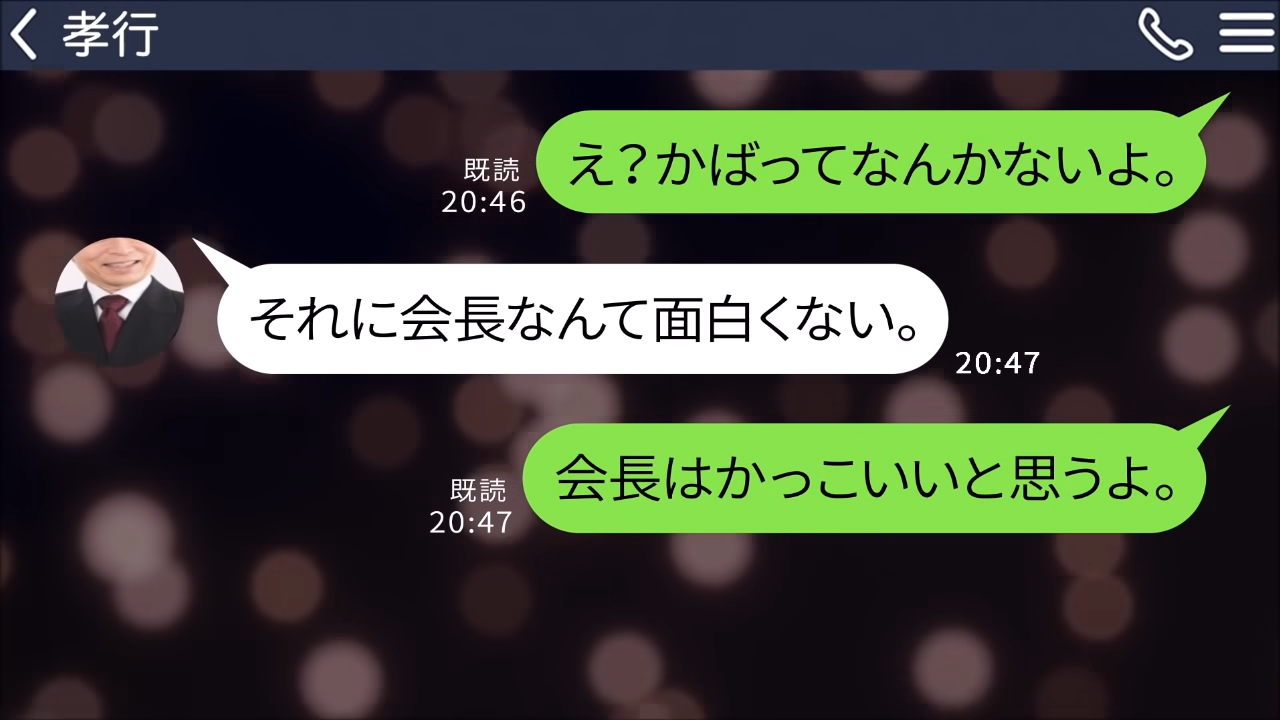 孝行
え？かばってなんかないよ。
既読
20:46
それに会長なんて面白くない。
20:47
会長はかっこいいと思うよ。
既読
20:47